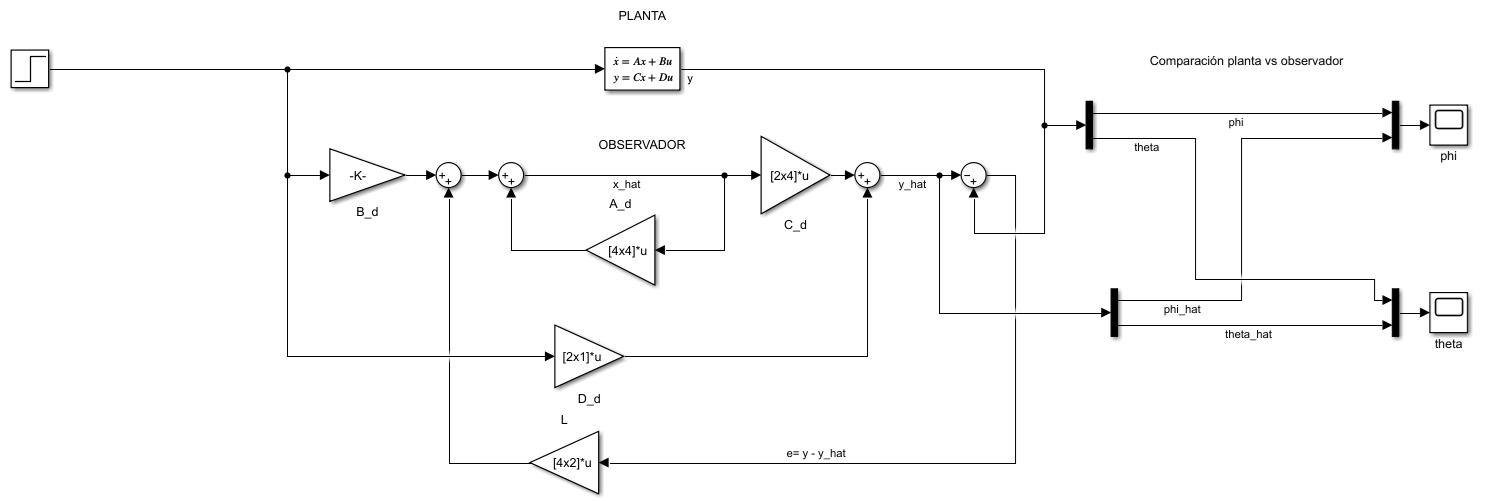 PLANTA
ẋ = Ax + Bu
y = Cx + Du
y
Comparación planta vs observador
phi
theta
phi
OBSERVADOR
-K-
B_d
+
+
+
+
x_hat
A_d
[4x4]*u
[2x4]*u
C_d
+
+
y_hat
−
+
phi_hat
theta_hat
theta
[2x1]*u
D_d
L
[4x2]*u
e= y - y_hat